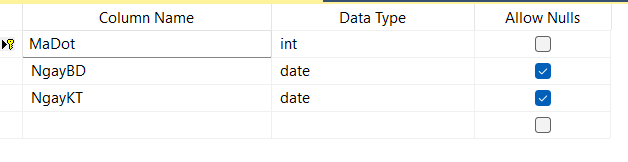 Column Name Data Type Allow Nulls
MaDot int
NgayBD date
NgayKT date